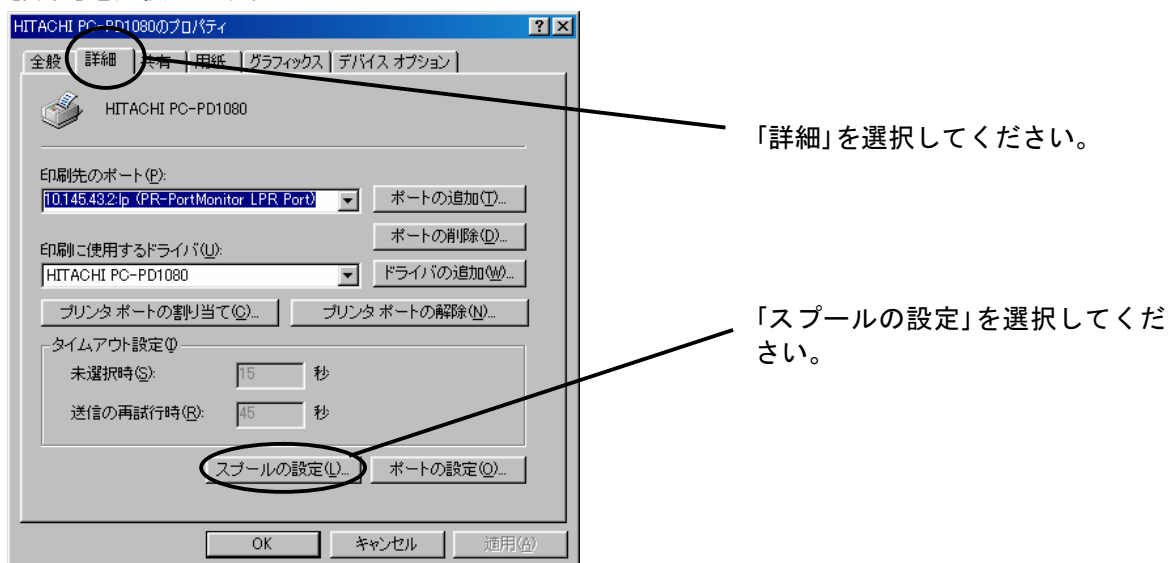 HITACHI PC-PD1080のプロパティ
全般 詳細 共有 用紙 グラフィックス デバイス オプション
HITACHI PC-PD1080
「詳細」を選択してください。
印刷先のポート(P):
10.145.43.2:lp (PR-PortMonitor LPR Port) ポートの追加(T)...
ポートの削除(D)...
印刷に使用するドライバ(U):
HITACHI PC-PD1080 ドライバの追加(W)...
プリンタ ポートの割り当て(C)... プリンタ ポートの解除(N)...
「スプールの設定」を選択してくだ
さい。
タイムアウト設定(I)
未選択時(S): 15 秒
送信の再試行時(R): 45 秒
スプールの設定(L)... ポートの設定(O)...
OK キャンセル 適用(A)